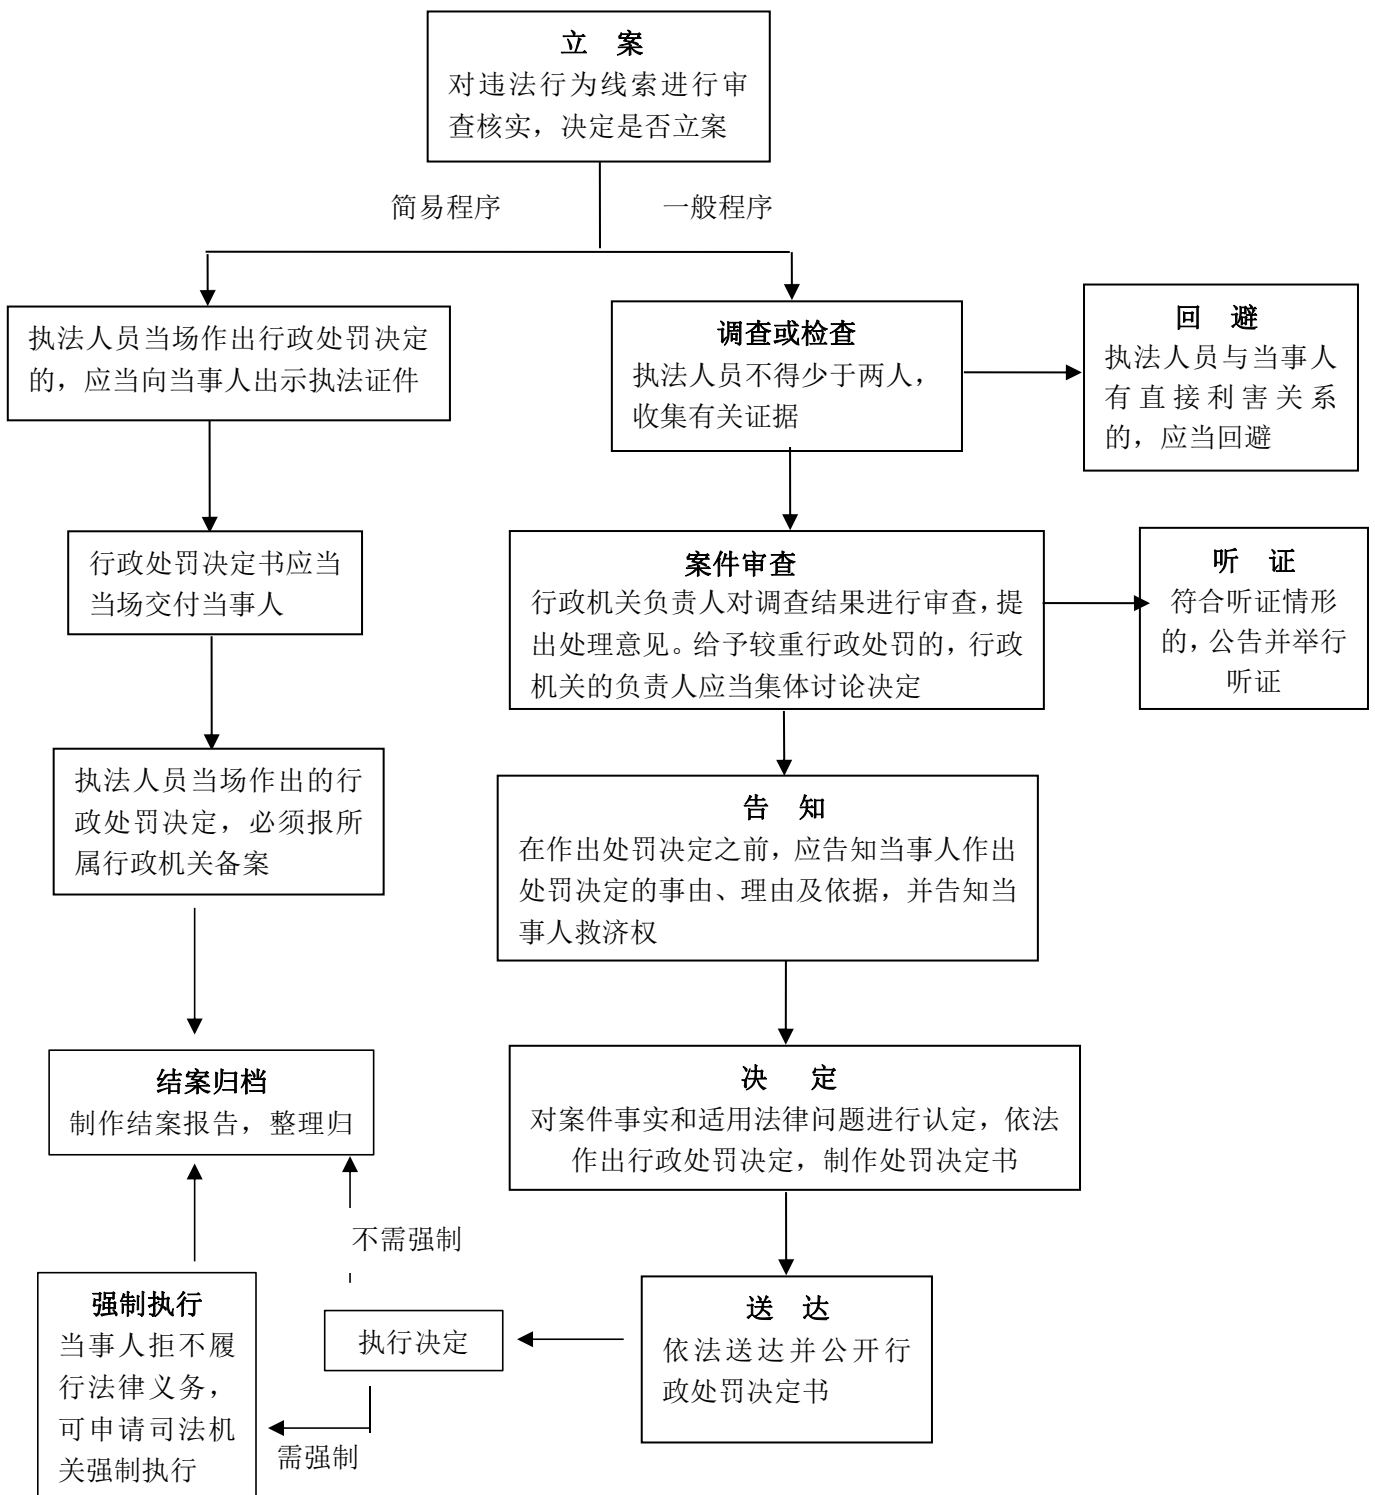 立 案
对违法行为线索进行审
查核实，决定是否立案
简易程序
一般程序
执法人员当场作出行政处罚决定
的，应当向当事人出示执法证件
调查或检查
执法人员不得少于两人，
收集有关证据
回 避
执法人员与当事人
有直接利害关系
的，应当回避
行政处罚决定书应当
当场交付当事人
案件审查
行政机关负责人对调查结果进行审查，提
出处理意见。给予较重行政处罚的，行政
机关的负责人应当集体讨论决定
听 证
符合听证情形
的，公告并举行
听证
执法人员当场作出的行
政处罚决定，必须报所
属行政机关备案
告 知
在作出处罚决定之前，应告知当事人作出
处罚决定的事由、理由及依据，并告知当
事人救济权
结案归档
制作结案报告，整理归
决 定
对案件事实和适用法律问题进行认定，依法
作出行政处罚决定，制作处罚决定书
不需强制
强制执行
当事人拒不履
行法律义务，
可申请司法机
关强制执行
执行决定
需强制
送 达
依法送达并公开行
政处罚决定书